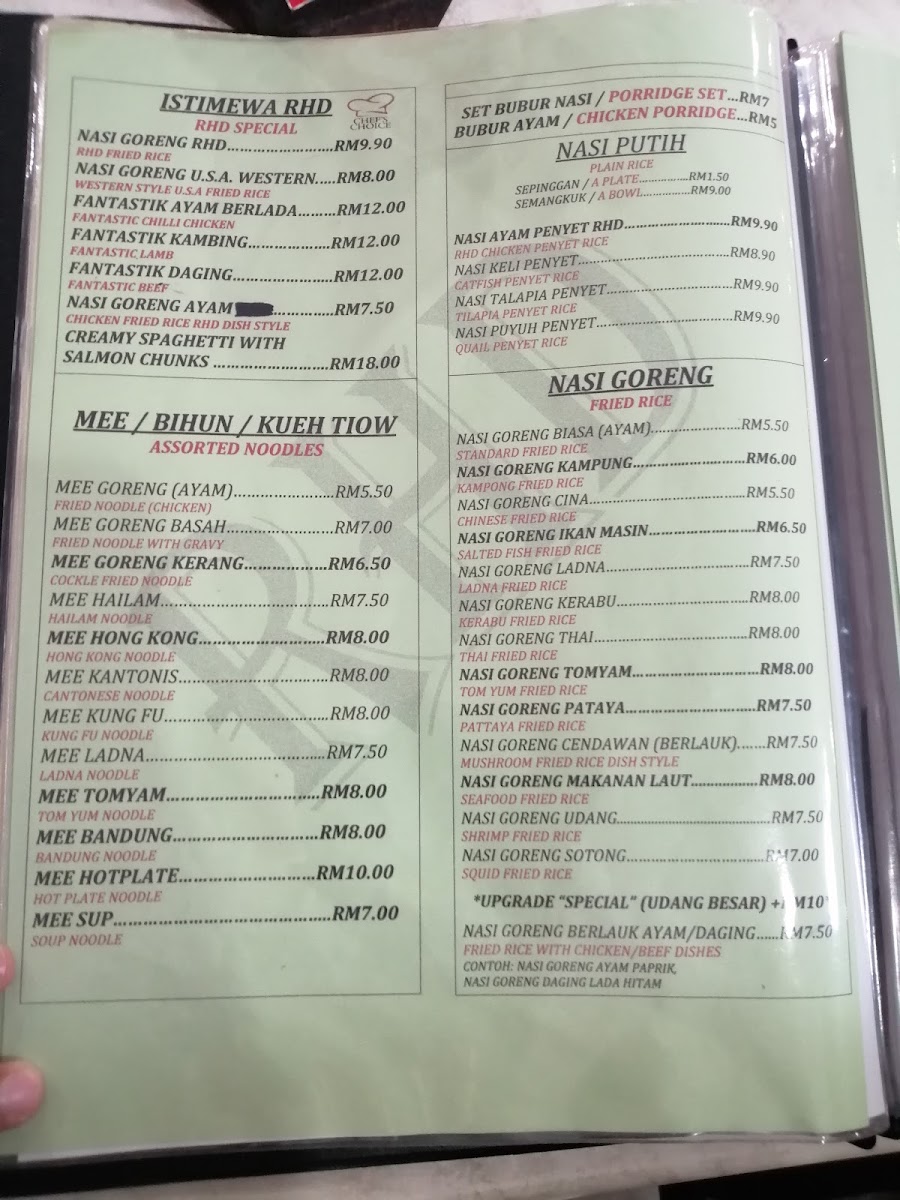 ISTIMEWA RHD
CHEF'S
CHOICE
RHD SPECIAL
NASI GORENG RHD..............................RM9.90
RHD FRIED RICE
NASI GORENG U.S.A. WESTERN.....RM8.00
WESTERN STYLE U.S.A FRIED RICE
FANTASTIK AYAM BERLADA.........RM12.00
FANTASTIC CHILLI CHICKEN
FANTASTIK KAMBING........................RM12.00
FANTASTIC LAMB
FANTASTIK DAGING...........................RM12.00
FANTASTIC BEEF
NASI GORENG AYAM ...............RM7.50
CHICKEN FRIED RICE RHD DISH STYLE
CREAMY SPAGHETTI WITH
SALMON CHUNKS ..........................RM18.00
MEE / BIHUN / KUEH TIOW
ASSORTED NOODLES
MEE GORENG (AYAM)........................RM5.50
FRIED NOODLE (CHICKEN)
MEE GORENG BASAH..........................RM7.00
FRIED NOODLE WITH GRAVY
MEE GORENG KERANG....................RM6.50
COCKLE FRIED NOODLE
MEE HAILAM........................................RM7.50
HAILAM NOODLE
MEE HONG KONG..............................RM8.00
HONG KONG NOODLE
MEE KANTONIS....................................RM8.00
CANTONESE NOODLE
MEE KUNG FU.......................................RM8.00
KUNG FU NOODLE
MEE LADNA...........................................RM7.50
LADNA NOODLE
MEE TOMYAM.....................................RM8.00
TOM YUM NOODLE
MEE BANDUNG...................................RM8.00
BANDUNG NOODLE
MEE HOTPLATE................................RM10.00
HOT PLATE NOODLE
MEE SUP..............................................RM7.00
SOUP NOODLE
SET BUBUR NASI / PORRIDGE SET...RM7
BUBUR AYAM / CHICKEN PORRIDGE...RM5
NASI PUTIH
PLAIN RICE
SEPINGGAN / A PLATE..................RM1.50
SEMANGKUK / A BOWL...............RM9.00
NASI AYAM PENYET RHD..........................RM9.90
RHD CHICKEN PENYET RICE
NASI KELI PENYET.....................................RM8.90
CATFISH PENYET RICE
NASI TALAPIA PENYET..............................RM9.90
TILAPIA PENYET RICE
NASI PUYUH PENYET.................................RM9.90
QUAIL PENYET RICE
NASI GORENG
FRIED RICE
NASI GORENG BIASA (AYAM).....................RM5.50
STANDARD FRIED RICE
NASI GORENG KAMPUNG..........................RM6.00
KAMPONG FRIED RICE
NASI GORENG CINA.....................................RM5.50
CHINESE FRIED RICE
NASI GORENG IKAN MASIN........................RM6.50
SALTED FISH FRIED RICE
NASI GORENG LADNA.................................RM7.50
LADNA FRIED RICE
NASI GORENG KERABU...............................RM8.00
KERABU FRIED RICE
NASI GORENG THAI.....................................RM8.00
THAI FRIED RICE
NASI GORENG TOMYAM..............................RM8.00
TOM YUM FRIED RICE
NASI GORENG PATAYA...............................RM7.50
PATTAYA FRIED RICE
NASI GORENG CENDAWAN (BERLAUK).......RM7.50
MUSHROOM FRIED RICE DISH STYLE
NASI GORENG MAKANAN LAUT................RM8.00
SEAFOOD FRIED RICE
NASI GORENG UDANG...................................RM7.50
SHRIMP FRIED RICE
NASI GORENG SOTONG................................RM7.00
SQUID FRIED RICE
*UPGRADE "SPECIAL" (UDANG BESAR) +RM10*
NASI GORENG BERLAUK AYAM/DAGING......RM7.50
FRIED RICE WITH CHICKEN/BEEF DISHES
CONTOH: NASI GORENG AYAM PAPRIK,
NASI GORENG DAGING LADA HITAM
RHD